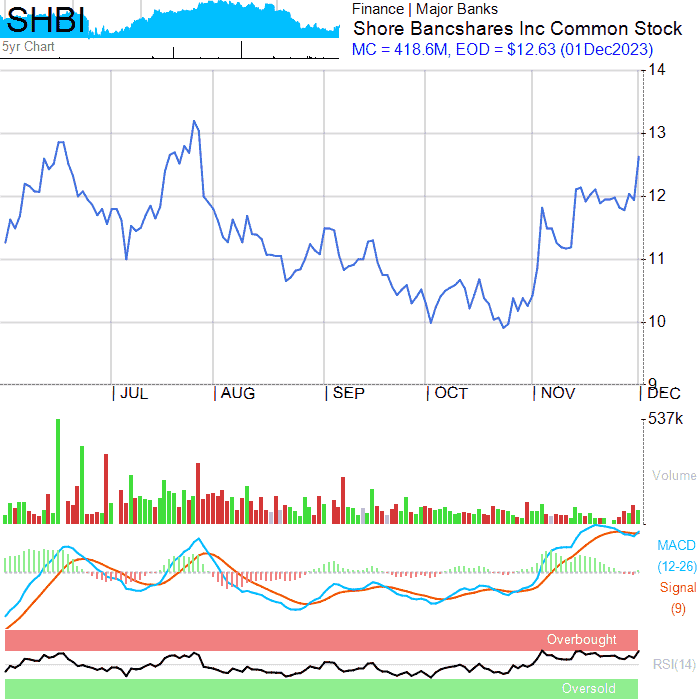 SHBI
5yr Chart
Finance | Major Banks
Shore Bancshares Inc Common Stock
MC = 418.6M, EOD = $12.63 (01Dec2023)
14
13
12
11
10
9
JUL AUG SEP OCT NOV DEC
537k
Volume
MACD
(12-26)
Signal
(9)
Overbought
RSI(14)
Oversold